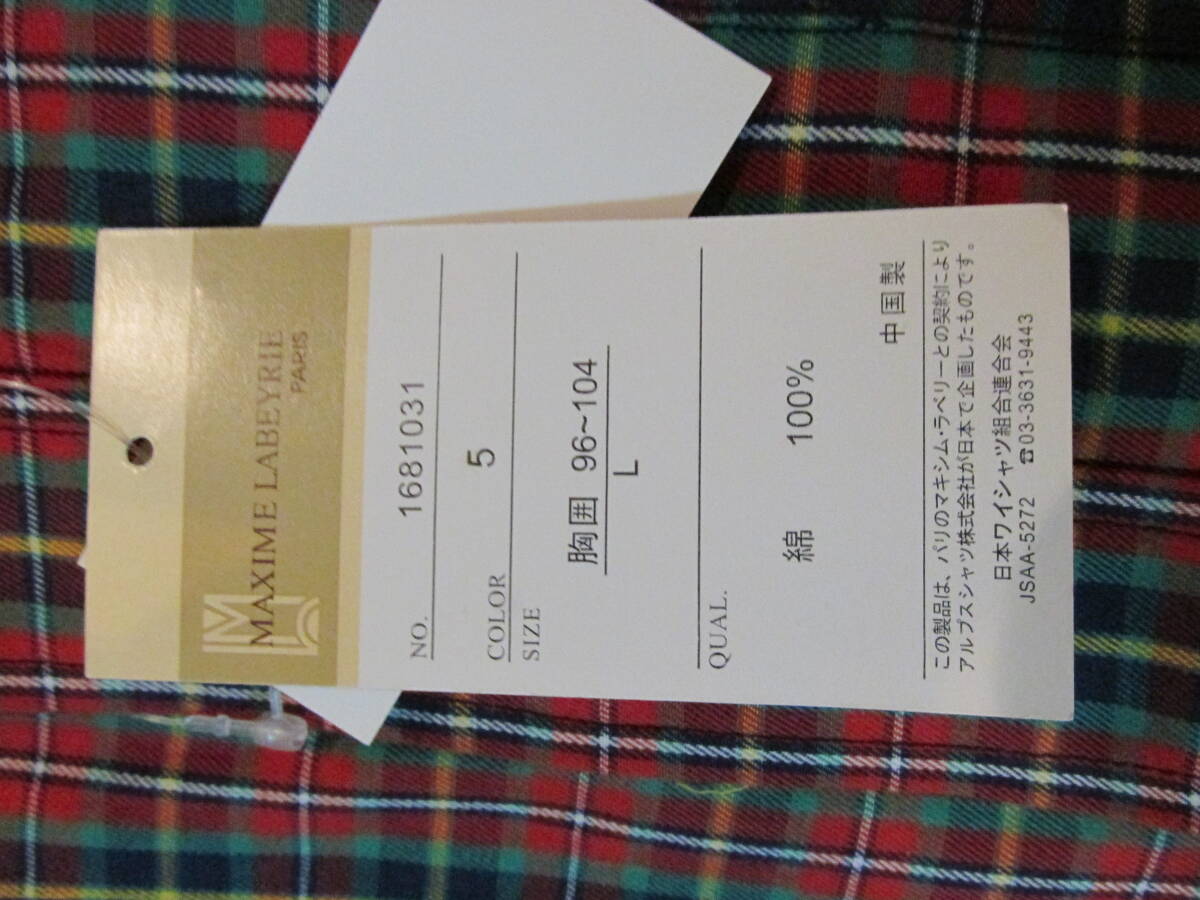 ML
MAXIME LABEYRIE
PARIS
NO. 1681031
COLOR 5
SIZE
胸囲 96~104
L
QUAL.
綿 100%
中国製
この製品は、パリのマキシム・ラベリーとの契約により
アルプスシャツ株式会社が日本で企画したものです。
日本ワイシャツ組合連合会
JSAA-5272 ☎03-3631-9443